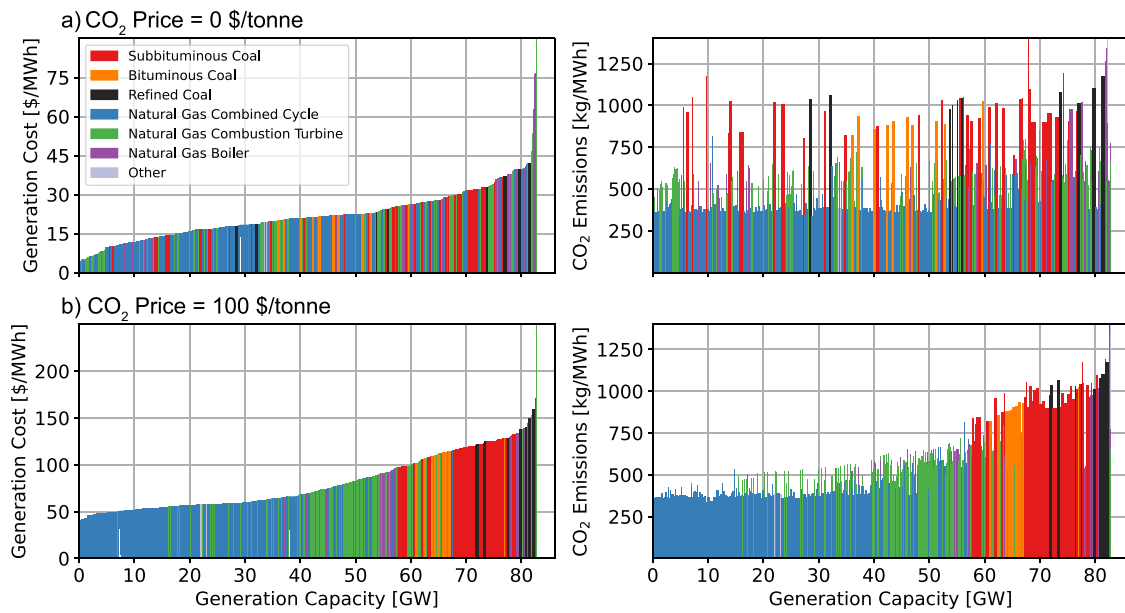 a) CO₂ Price = 0 $/tonne
Generation Cost [$/MWh]
75
60
45
30
15
0
Subbituminous Coal
Bituminous Coal
Refined Coal
Natural Gas Combined Cycle
Natural Gas Combustion Turbine
Natural Gas Boiler
Other
CO₂ Emissions [kg/MWh]
1250
1000
750
500
250
b) CO₂ Price = 100 $/tonne
Generation Cost [$/MWh]
200
150
100
50
0
0 10 20 30 40 50 60 70 80
Generation Capacity [GW]
CO₂ Emissions [kg/MWh]
1250
1000
750
500
250
0 10 20 30 40 50 60 70 80
Generation Capacity [GW]